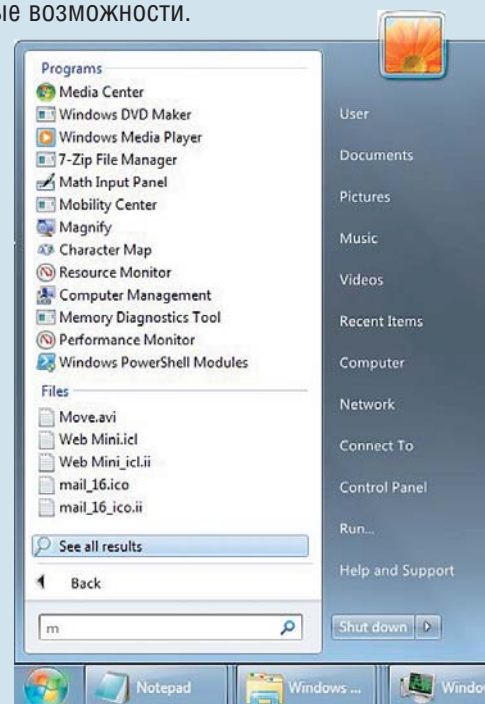 ые возможности.
Programs
Media Center
Windows DVD Maker
Windows Media Player
7-Zip File Manager
Math Input Panel
Mobility Center
Magnify
Character Map
Resource Monitor
Computer Management
Memory Diagnostics Tool
Performance Monitor
Windows PowerShell Modules
Files
Move.avi
Web Mini.icl
Web Mini_icl.ii
mail_16.ico
mail_16_ico.ii
See all results
Back
m
User
Documents
Pictures
Music
Videos
Recent Items
Computer
Network
Connect To
Control Panel
Run...
Help and Support
Shut down
Notepad
Windows ...
Windo